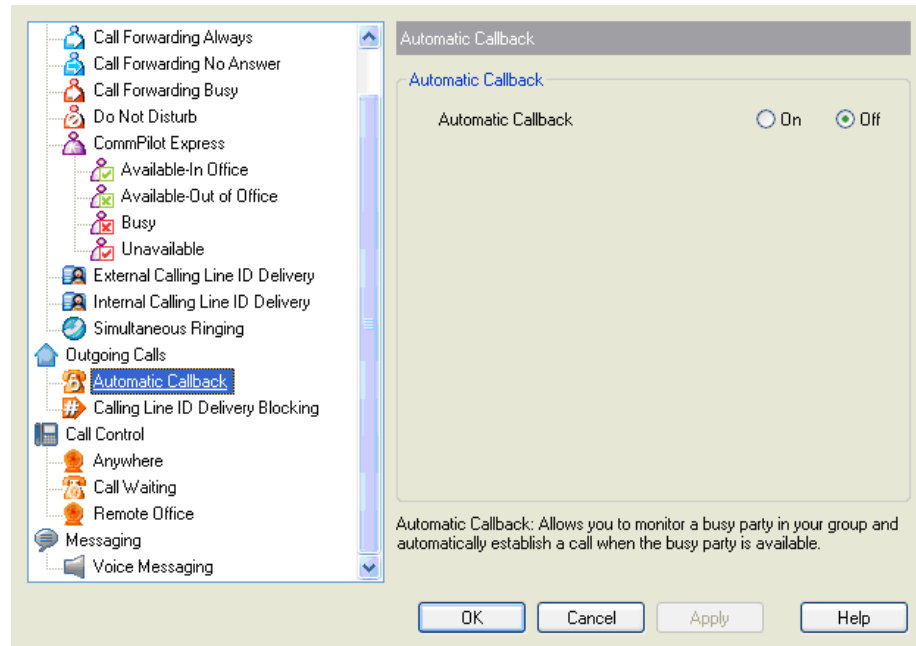 Call Forwarding Always
Call Forwarding No Answer
Call Forwarding Busy
Do Not Disturb
CommPilot Express
Available-In Office
Available-Out of Office
Busy
Unavailable
External Calling Line ID Delivery
Internal Calling Line ID Delivery
Simultaneous Ringing
Outgoing Calls
Automatic Callback
Calling Line ID Delivery Blocking
Call Control
Anywhere
Call Waiting
Remote Office
Messaging
Voice Messaging
Automatic Callback
Automatic Callback
Automatic Callback On Off
Automatic Callback: Allows you to monitor a busy party in your group and
automatically establish a call when the busy party is available.
OK Cancel Apply Help